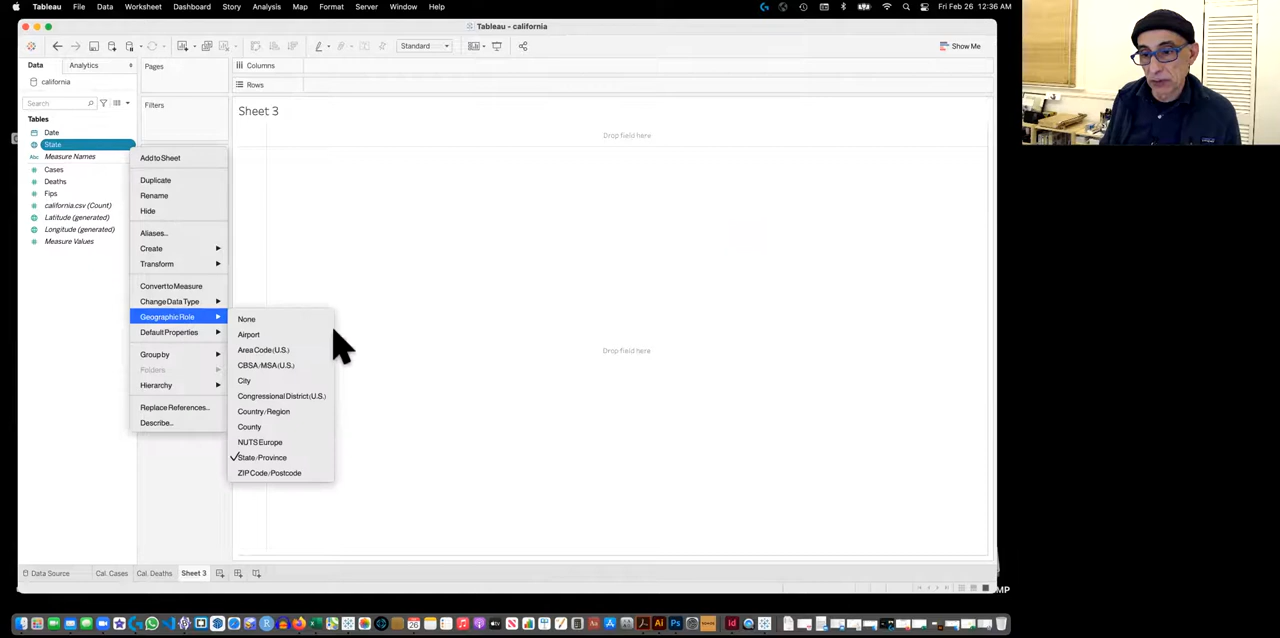 Tableau File Data Worksheet Dashboard Story Analysis Map Format Server Window Help Fri Feb 26 12:36 AM
Tableau - california
Standard Show Me
Data Analytics Pages Columns
california Rows
Search Filters
Sheet 3
Tables
Date Drop field here
State
Abc Measure Names Add to Sheet
Cases
Deaths Duplicate
Fips Rename
california.csv (Count) Hide
Latitude (generated)
Longitude (generated) Aliases...
Measure Values Create
Transform
Convert to Measure
Change Data Type
Geographic Role None
Default Properties Airport
Group by Area Code (U.S.) Drop field here
Folders CBSA/MSA (U.S.)
Hierarchy City
Congressional District (U.S.)
Replace References... Country/Region
Describe... County
NUTS Europe
State/Province
ZIP Code/Postcode
Data Source Cal. Cases Cal. Deaths Sheet 3
MP